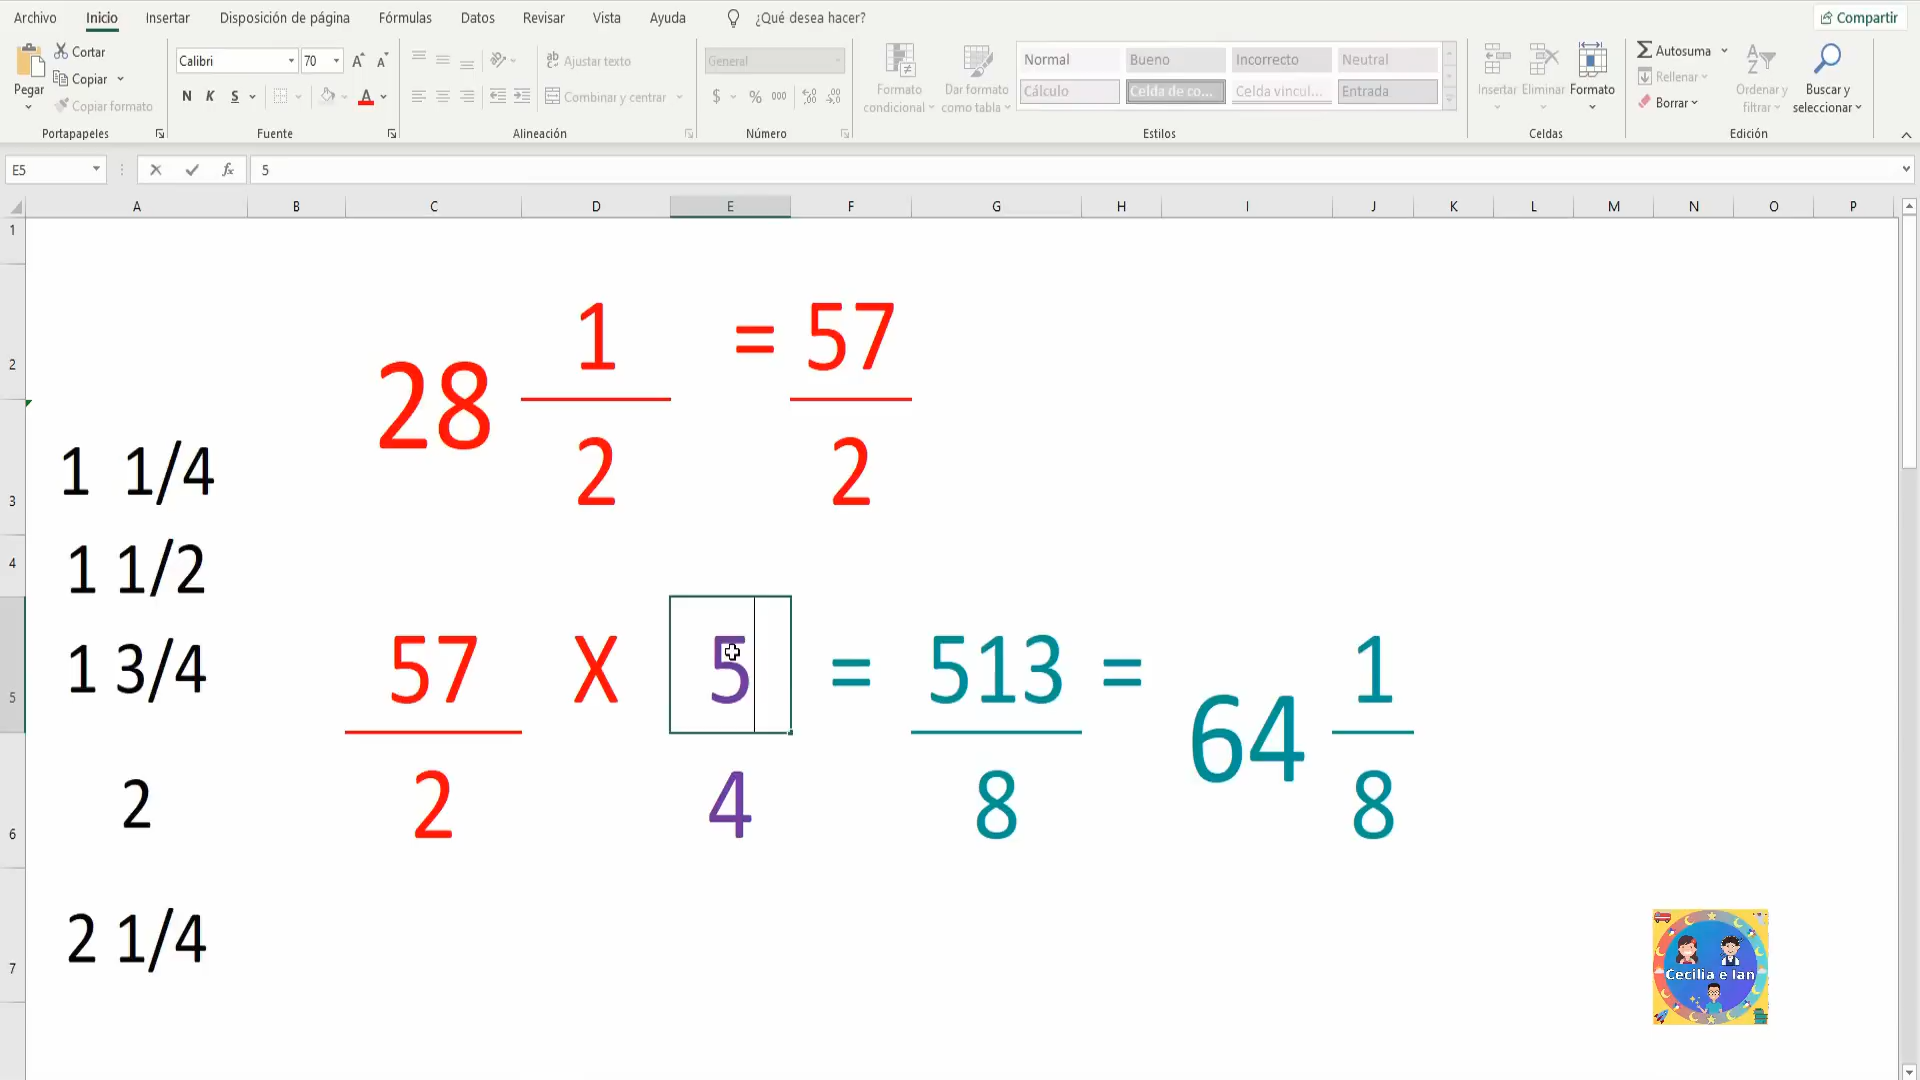 Archivo Inicio Insertar Disposición de página Fórmulas Datos Revisar Vista Ayuda ¿Qué desea hacer? Compartir
Pegar
Cortar
Copiar
Copiar formato
Portapapeles
Calibri 70
N K S A
Fuente
Ajustar texto
Combinar y centrar
Alineación
General
$ % 000
Número
Formato condicional
Dar formato como tabla
Normal Bueno Incorrecto Neutral
Cálculo Celda de co... Celda vincul... Entrada
Estilos
Insertar Eliminar Formato
Celdas
Autosuma
Rellenar
Borrar
Ordenar y filtrar
Buscar y seleccionar
Edición
E5 fx 5
A B C D E F G H I J K L M N O P
1
2
3
4
5
6
7
28 1/2 = 57/2
1 1/4
1 1/2
1 3/4
2
2 1/4
57 X 5 = 513 = 64 1
2 4 8 8
Cecilia e Ian